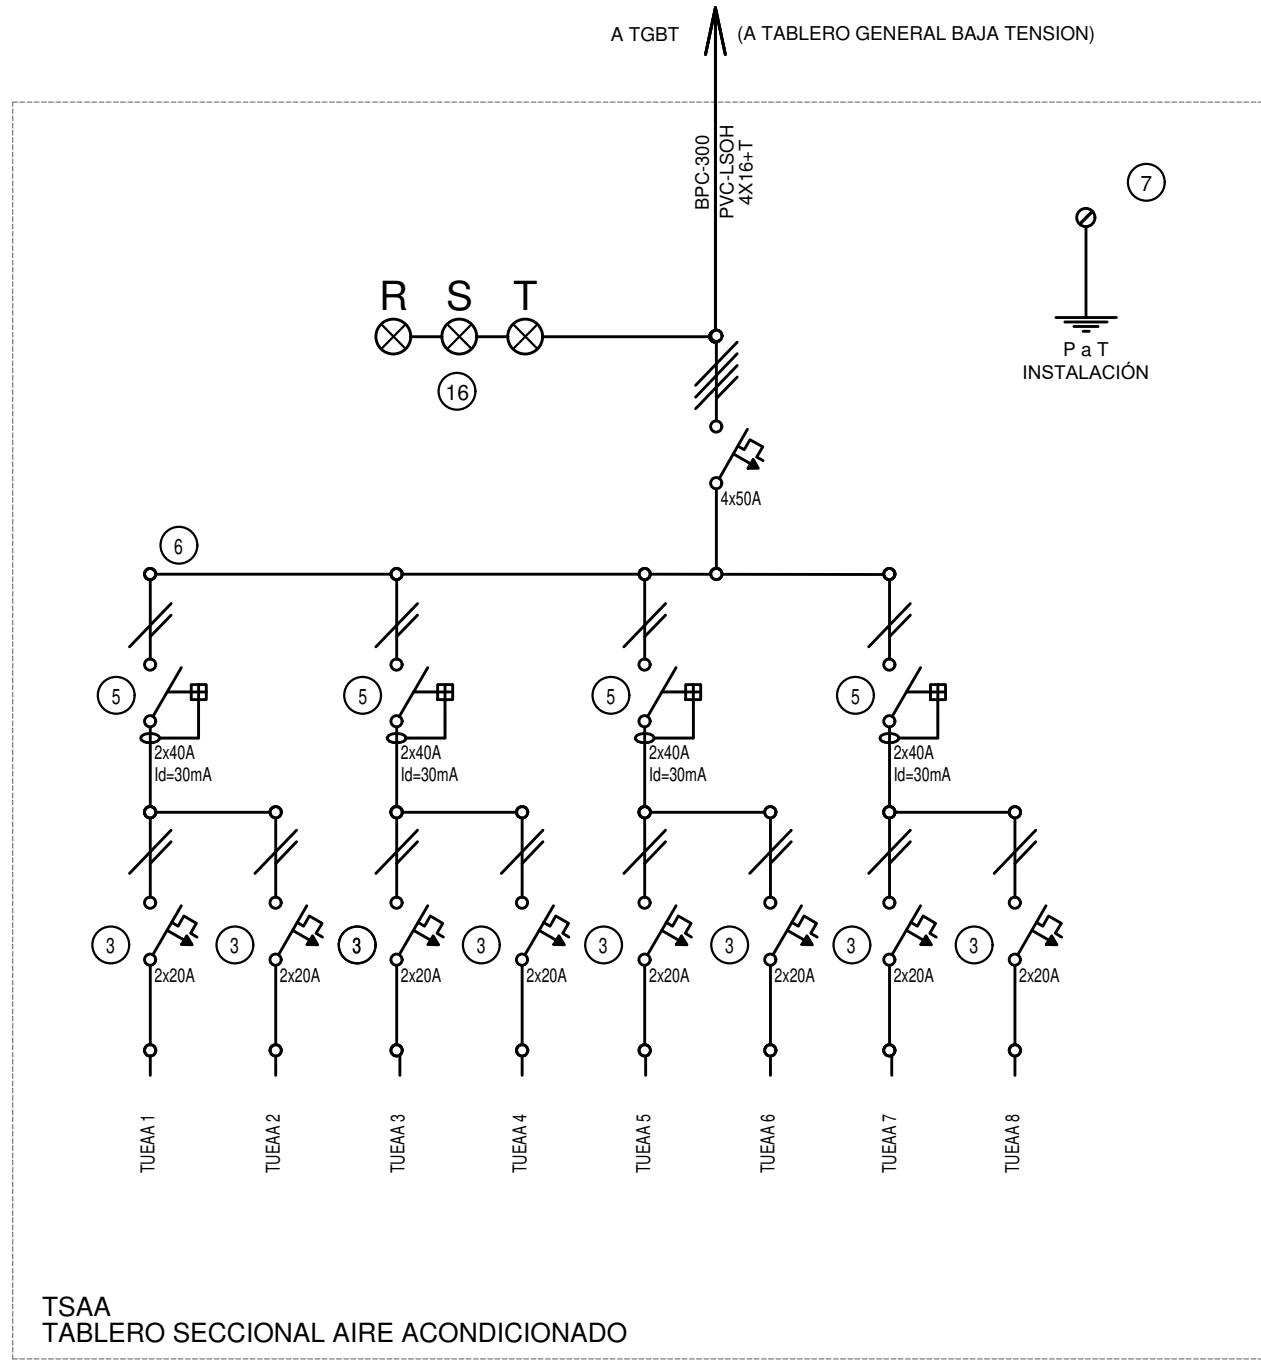 A TGBT
(A TABLERO GENERAL BAJA TENSION)
BPC-300
PVC-LSOH
4X16+T
7
R S T
16
P a T
INSTALACIÓN
4x50A
6
5
5
5
5
2x40A
Id=30mA
2x40A
Id=30mA
2x40A
Id=30mA
2x40A
Id=30mA
3
3
3
3
3
3
3
3
2x20A
2x20A
2x20A
2x20A
2x20A
2x20A
2x20A
2x20A
TUEAA 1
TUEAA 2
TUEAA 3
TUEAA 4
TUEAA 5
TUEAA 6
TUEAA 7
TUEAA 8
TSAA
TABLERO SECCIONAL AIRE ACONDICIONADO